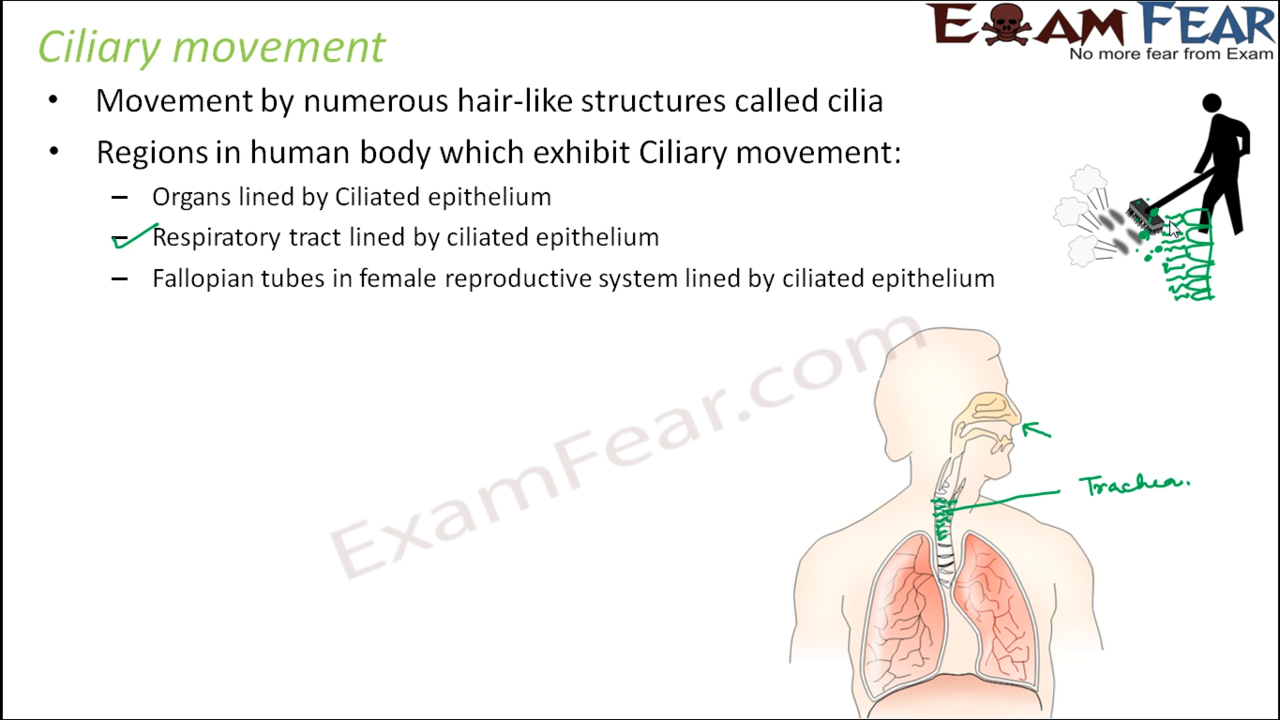 Ciliary movement
EXAM FEAR
No more fear from Exam
• Movement by numerous hair-like structures called cilia
• Regions in human body which exhibit Ciliary movement:
– Organs lined by Ciliated epithelium
– Respiratory tract lined by ciliated epithelium
– Fallopian tubes in female reproductive system lined by ciliated epithelium
ExamFear.com
Trachea.